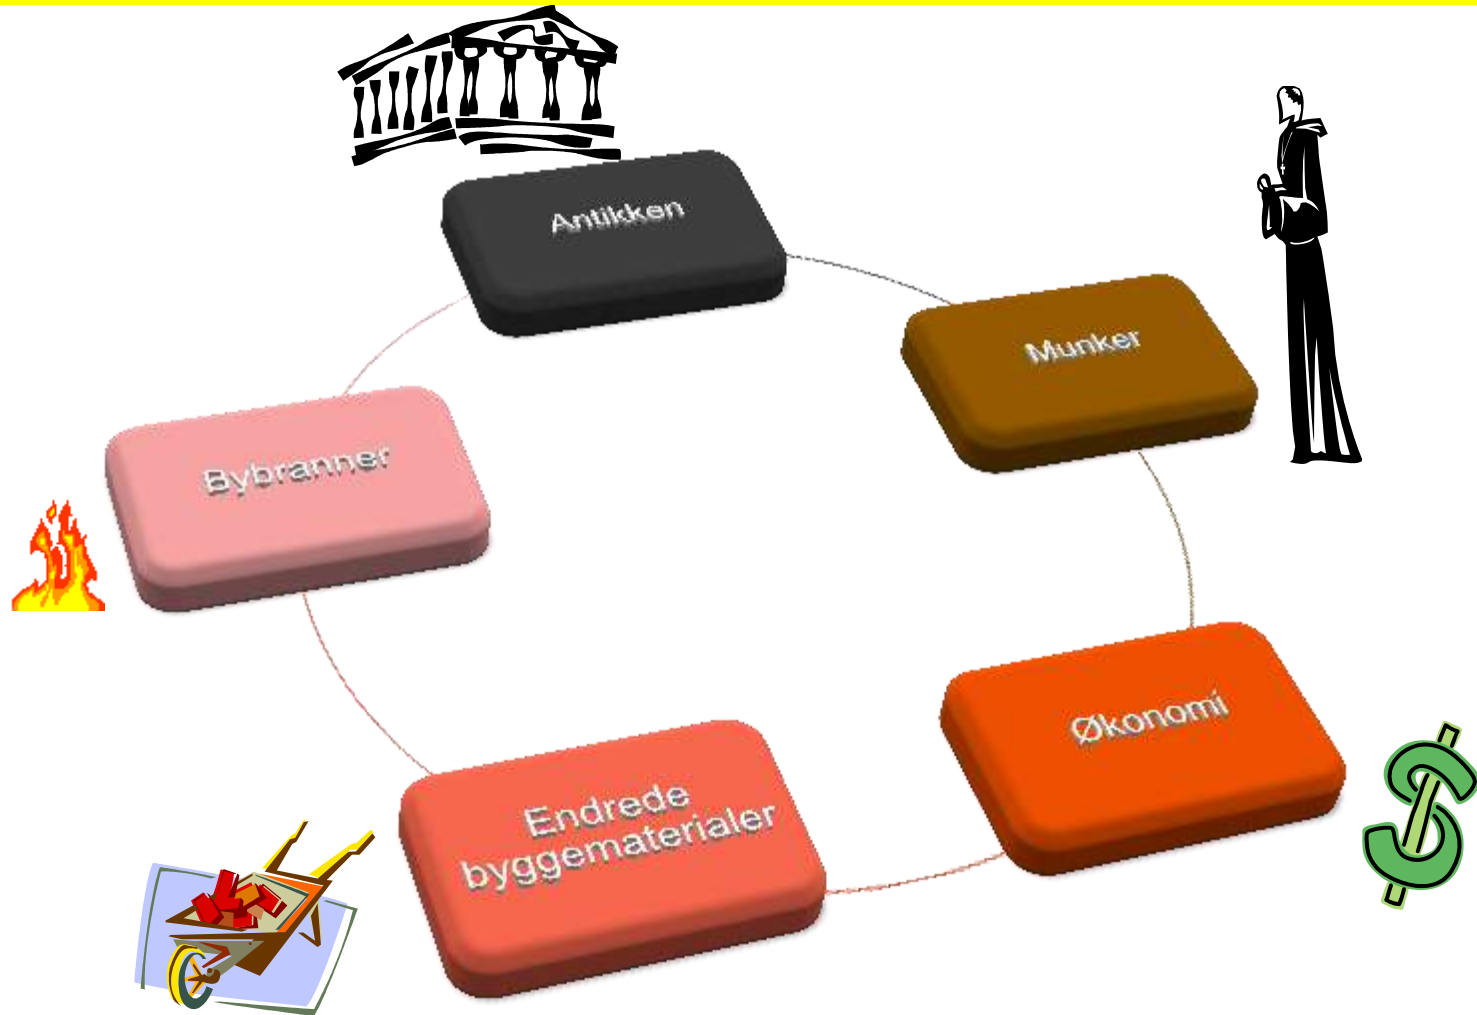 Antikken
Munker
Økonomi
Endrede
byggematerialer
Bybranner